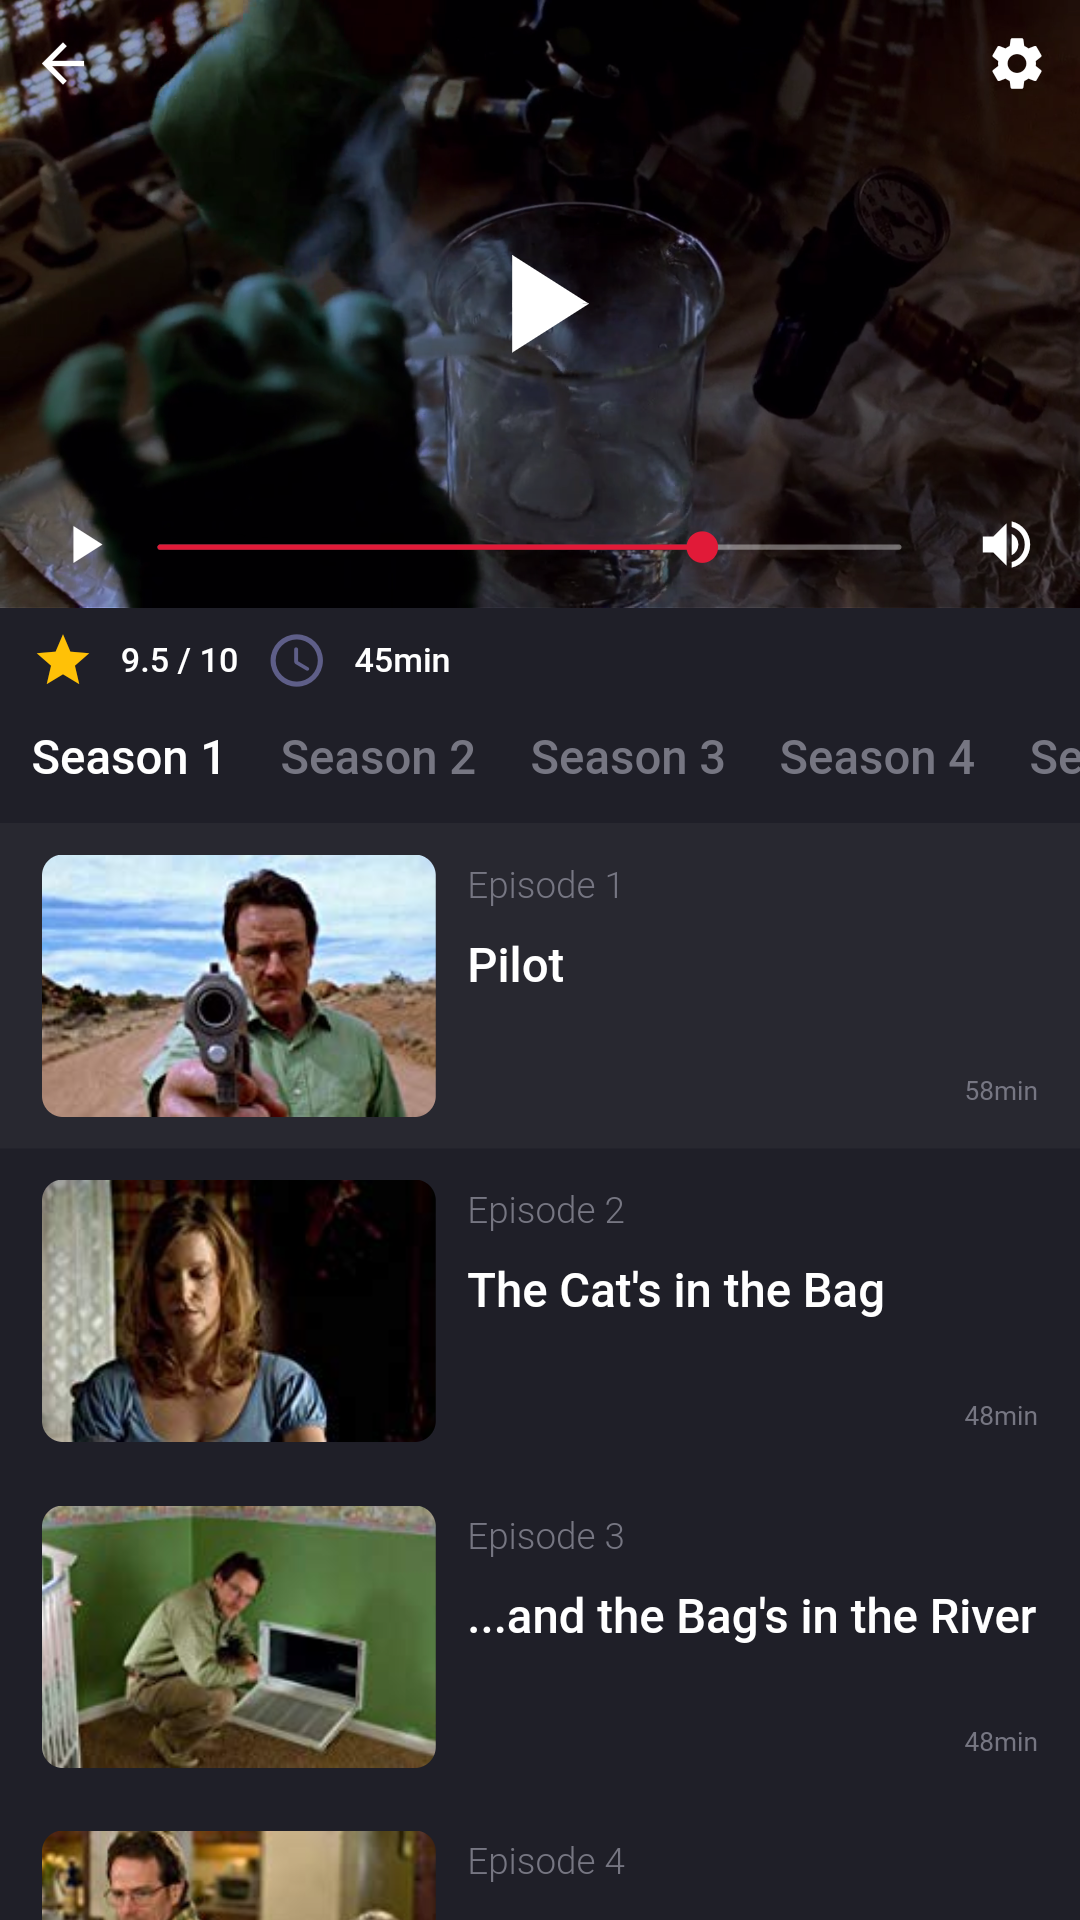 9.5 / 10 45min
Season 1 Season 2 Season 3 Season 4 Se
Episode 1
Pilot
58min
Episode 2
The Cat's in the Bag
48min
Episode 3
...and the Bag's in the River
48min
Episode 4